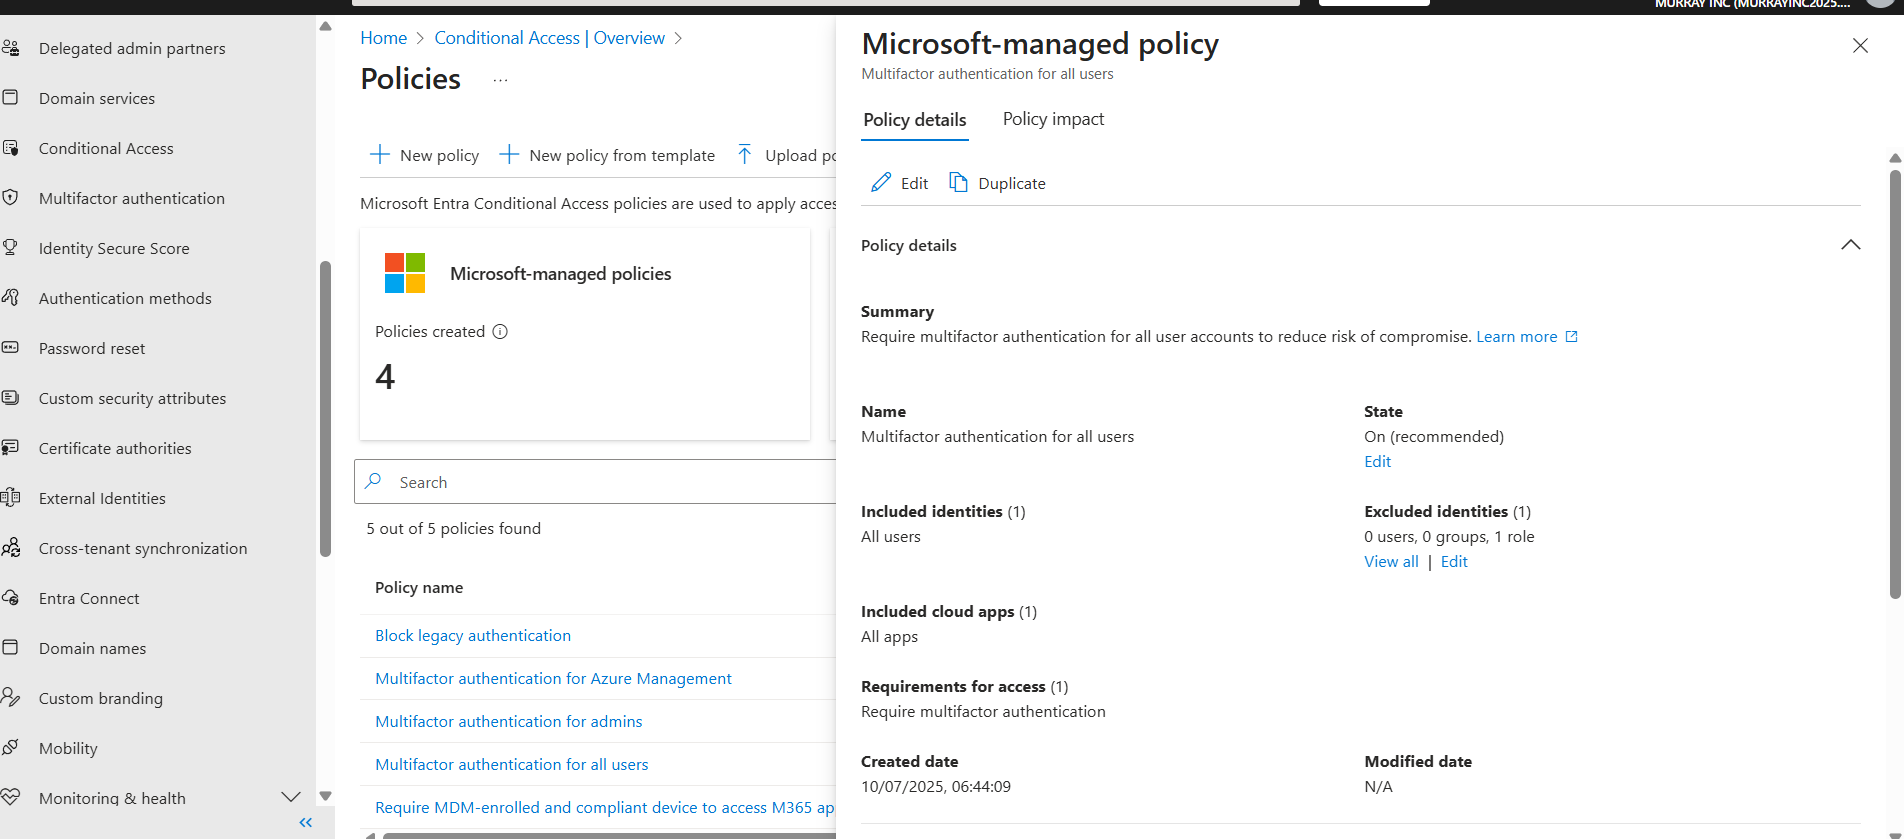 MURRAY INC (MURRAYINC2025....
Delegated admin partners
Domain services
Conditional Access
Multifactor authentication
Identity Secure Score
Authentication methods
Password reset
Custom security attributes
Certificate authorities
External Identities
Cross-tenant synchronization
Entra Connect
Domain names
Custom branding
Mobility
Monitoring & health
Home > Conditional Access | Overview >
Policies ...
New policy New policy from template Upload po
Microsoft Entra Conditional Access policies are used to apply acces
Microsoft-managed policies
Policies created
4
Search
5 out of 5 policies found
Policy name
Block legacy authentication
Multifactor authentication for Azure Management
Multifactor authentication for admins
Multifactor authentication for all users
Require MDM-enrolled and compliant device to access M365 ap
Microsoft-managed policy
Multifactor authentication for all users
Policy details Policy impact
Edit Duplicate
Policy details
Summary
Require multifactor authentication for all user accounts to reduce risk of compromise. Learn more
Name
Multifactor authentication for all users
State
On (recommended)
Edit
Included identities (1)
All users
Excluded identities (1)
0 users, 0 groups, 1 role
View all | Edit
Included cloud apps (1)
All apps
Requirements for access (1)
Require multifactor authentication
Created date
10/07/2025, 06:44:09
Modified date
N/A